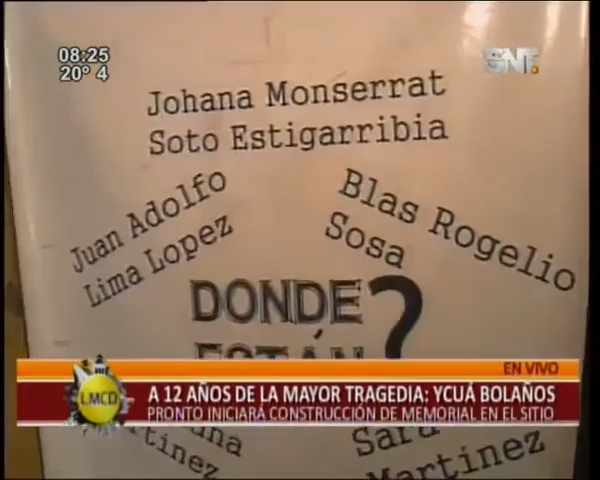 08:25
20° 4
SNT.
Johana Monserrat
Soto Estigarribia
Juan Adolfo
Lima Lopez
Blas Rogelio
Sosa
DONDE
ESTÁN
?
EN VIVO
LMCD
A 12 AÑOS DE LA MAYOR TRAGEDIA: YCUÁ BOLAÑOS
PRONTO INICIARÁ CONSTRUCCIÓN DE MEMORIAL EN EL SITIO
Martinez